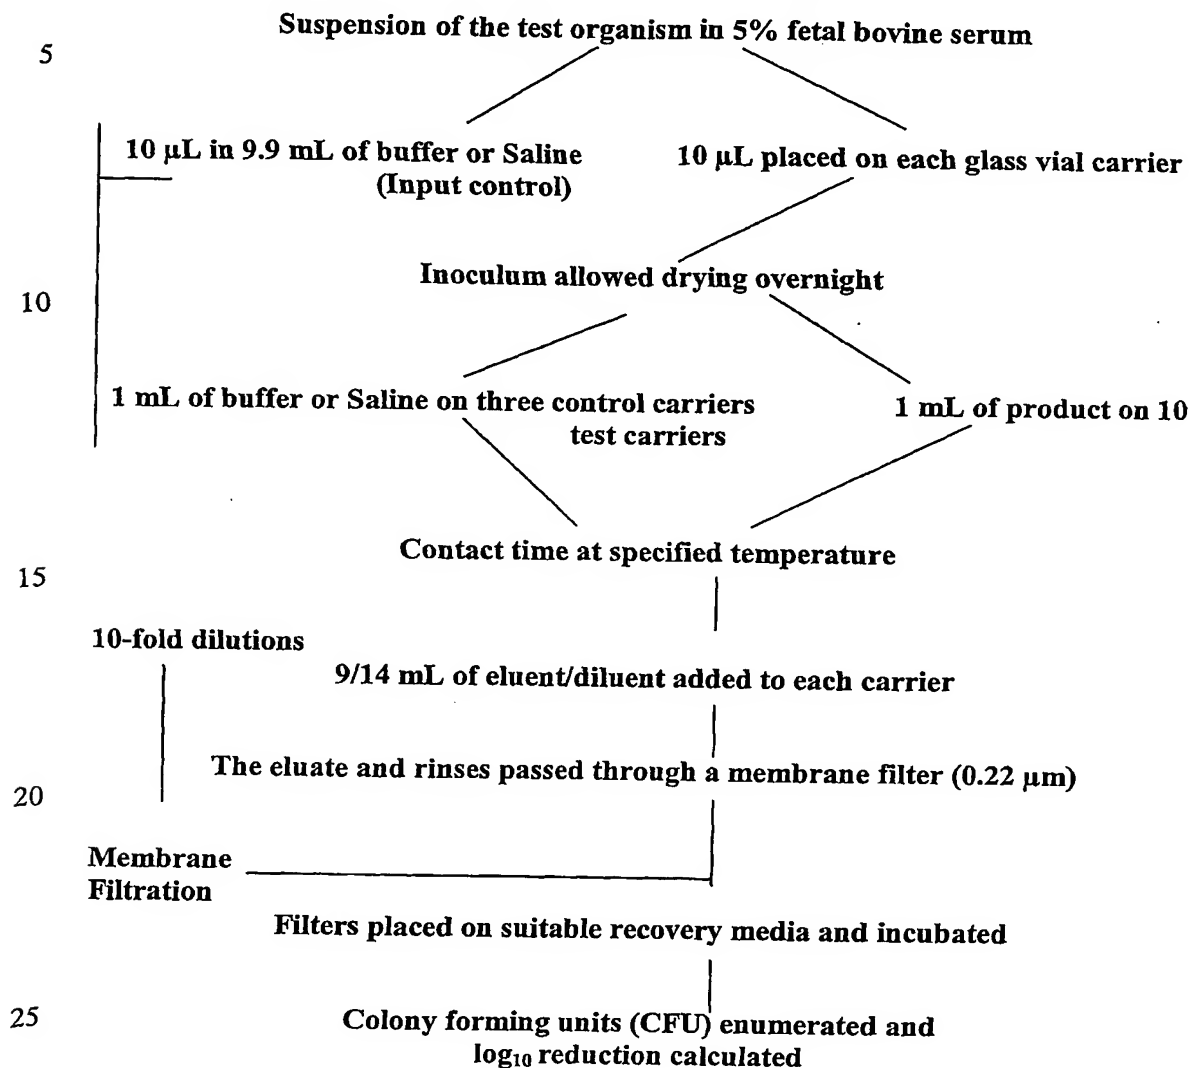 Suspension of the test organism in 5% fetal bovine serum
5
10 μL in 9.9 mL of buffer or Saline
(Input control)
10 μL placed on each glass vial carrier
Inoculum allowed drying overnight
10
1 mL of buffer or Saline on three control carriers
test carriers
1 mL of product on 10
Contact time at specified temperature
15
10-fold dilutions
9/14 mL of eluent/diluent added to each carrier
The eluate and rinses passed through a membrane filter (0.22 μm)
20
Membrane
Filtration
Filters placed on suitable recovery media and incubated
25
Colony forming units (CFU) enumerated and
log₁₀ reduction calculated